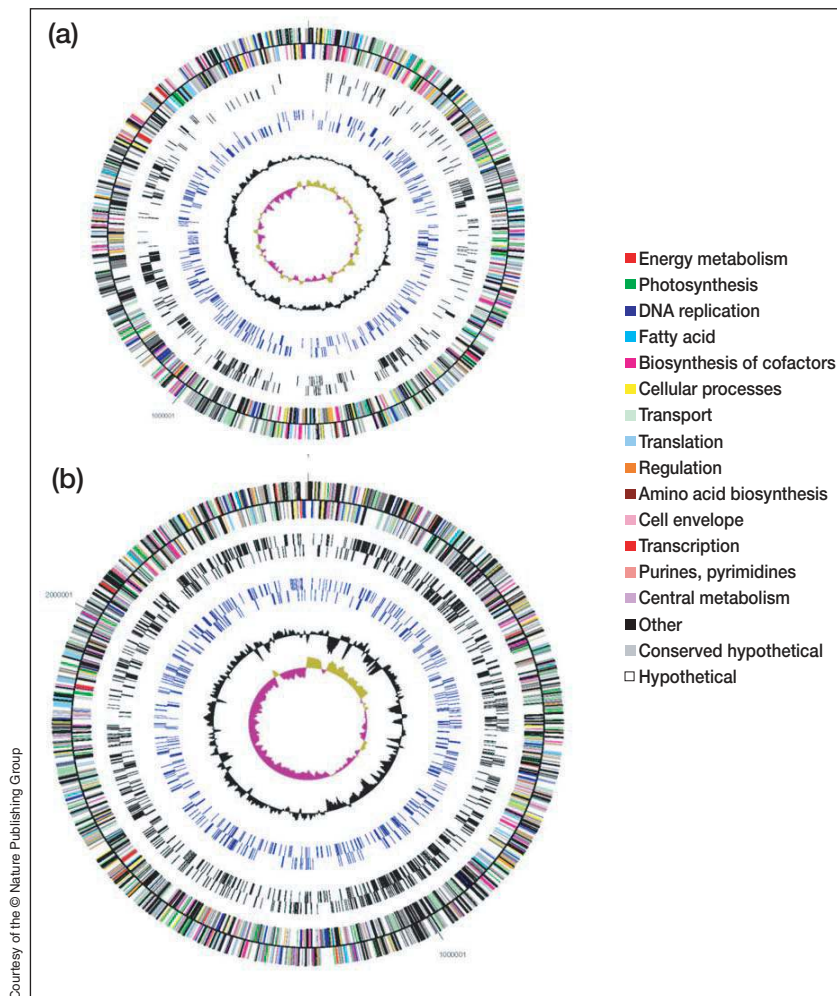 (a)
1
1000001
(b)
1
2000001
1000001
Energy metabolism
Photosynthesis
DNA replication
Fatty acid
Biosynthesis of cofactors
Cellular processes
Transport
Translation
Regulation
Amino acid biosynthesis
Cell envelope
Transcription
Purines, pyrimidines
Central metabolism
Other
Conserved hypothetical
Hypothetical
Courtesy of the © Nature Publishing Group